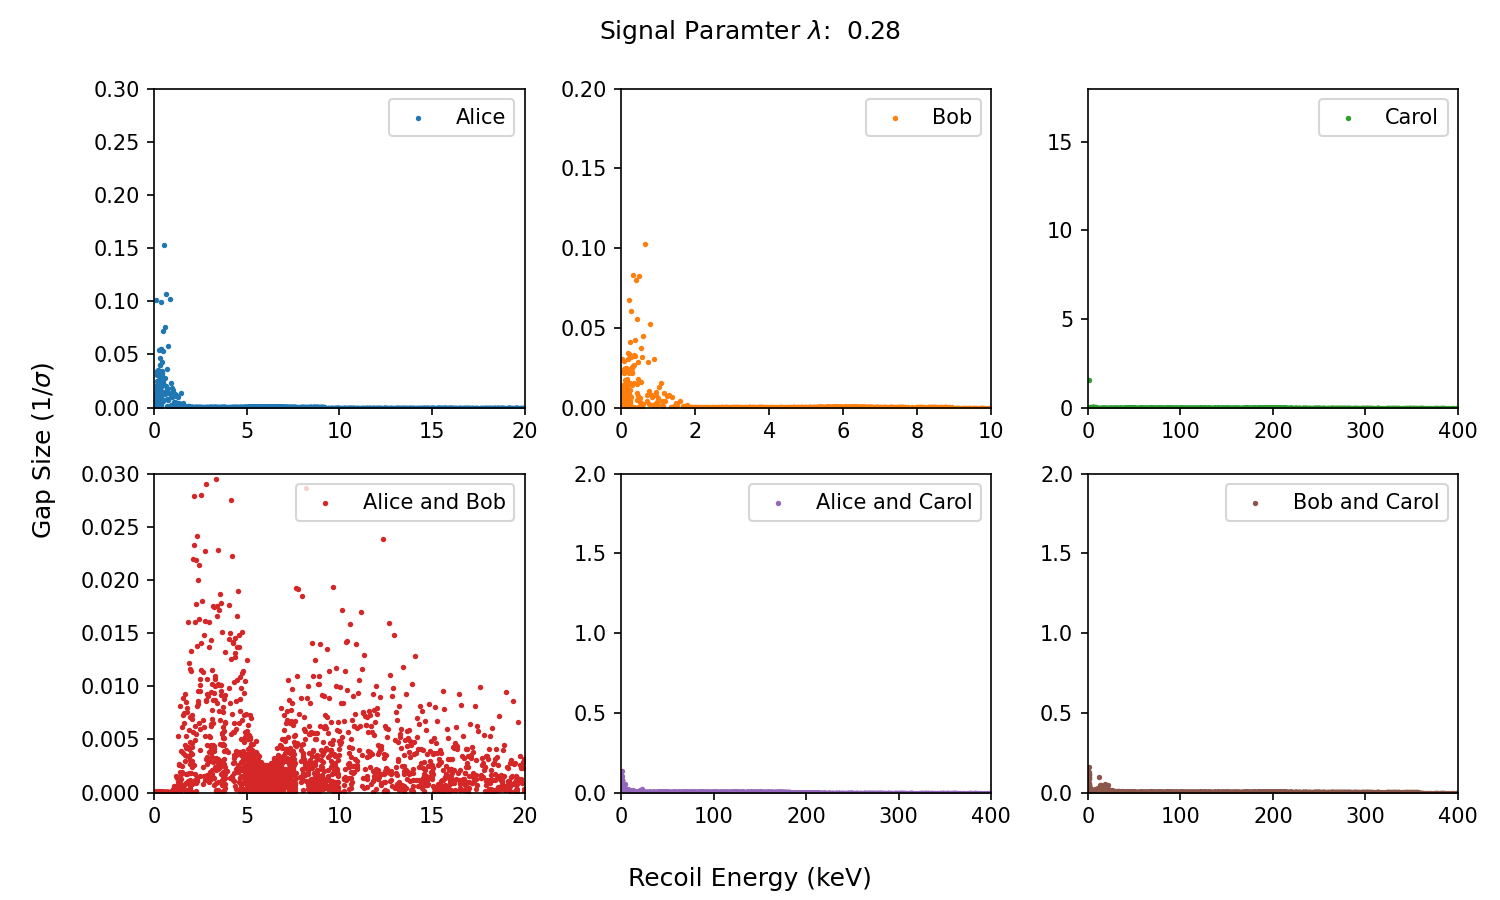 Signal Paramter λ: 0.28
0.30
0.25
0.20
0.15
0.10
0.05
0.00
0 5 10 15 20
Alice
0.20
0.15
0.10
0.05
0.00
0 2 4 6 8 10
Bob
15
10
5
0
0 100 200 300 400
Carol
Gap Size (1/σ)
0.030
0.025
0.020
0.015
0.010
0.005
0.000
0 5 10 15 20
Alice and Bob
2.0
1.5
1.0
0.5
0.0
0 100 200 300 400
Alice and Carol
2.0
1.5
1.0
0.5
0.0
0 100 200 300 400
Bob and Carol
Recoil Energy (keV)